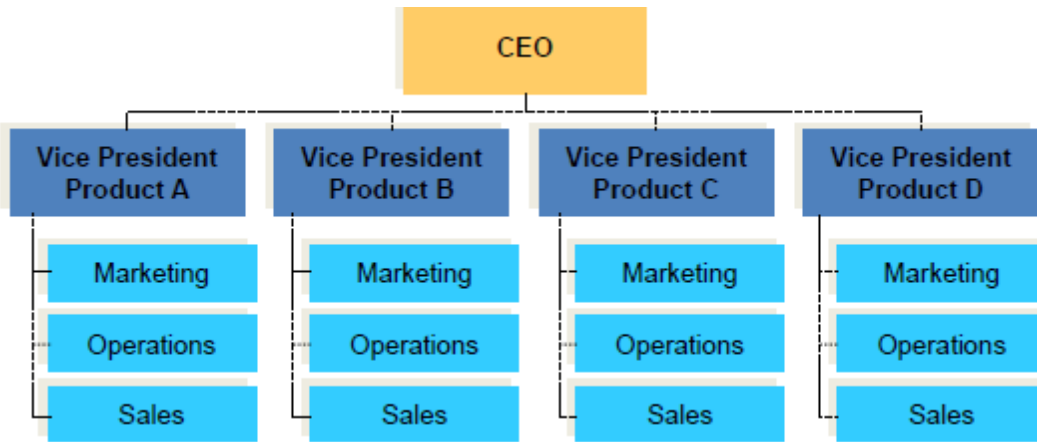 CEO
Vice President
Product A
Vice President
Product B
Vice President
Product C
Vice President
Product D
Marketing
Marketing
Marketing
Marketing
Operations
Operations
Operations
Operations
Sales
Sales
Sales
Sales